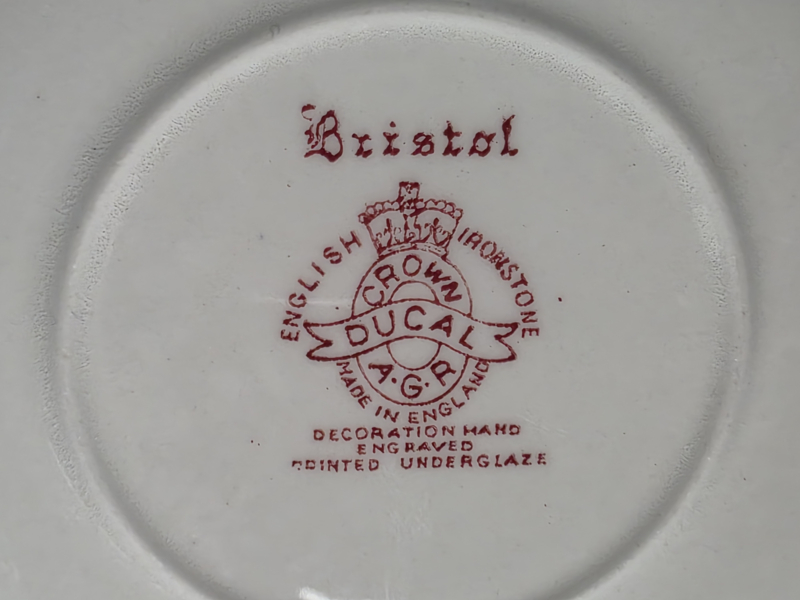 Bristol
ENGLISH IRONSTONE
CROWN
DUCAL
A.G.R
MADE IN ENGLAND
DECORATION HAND
ENGRAVED
PRINTED UNDERGLAZE